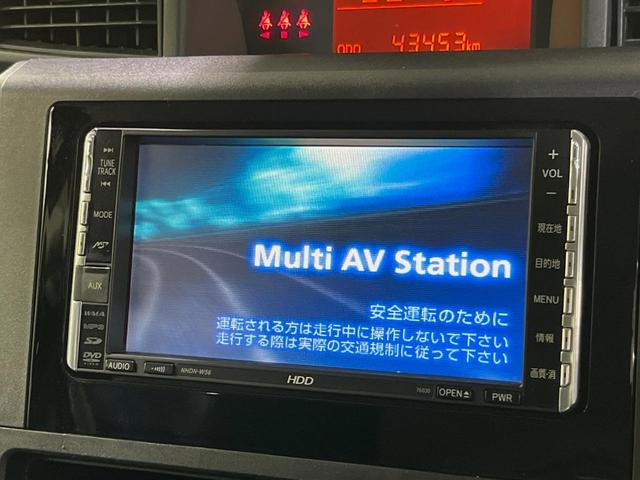 ODO 43453km
TUNE
TRACK
MODE
AUX
WMA
MP3
SD
DVD
AUDIO
NHDN-W56
HDD
76030
OPEN
PWR
+
VOL
−
現在地
目的地
MENU
情報
画質・消
Multi AV Station
安全運転のために
運転される方は走行中に操作しないで下さい
走行する際は実際の交通規制に従って下さい